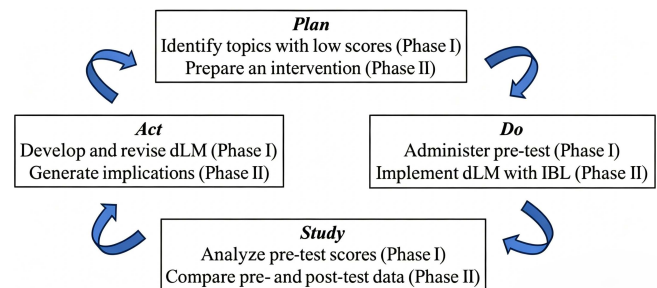 Plan
Identify topics with low scores (Phase I)
Prepare an intervention (Phase II)
Act
Develop and revise dLM (Phase I)
Generate implications (Phase II)
Do
Administer pre-test (Phase I)
Implement dLM with IBL (Phase II)
Study
Analyze pre-test scores (Phase I)
Compare pre- and post-test data (Phase II)